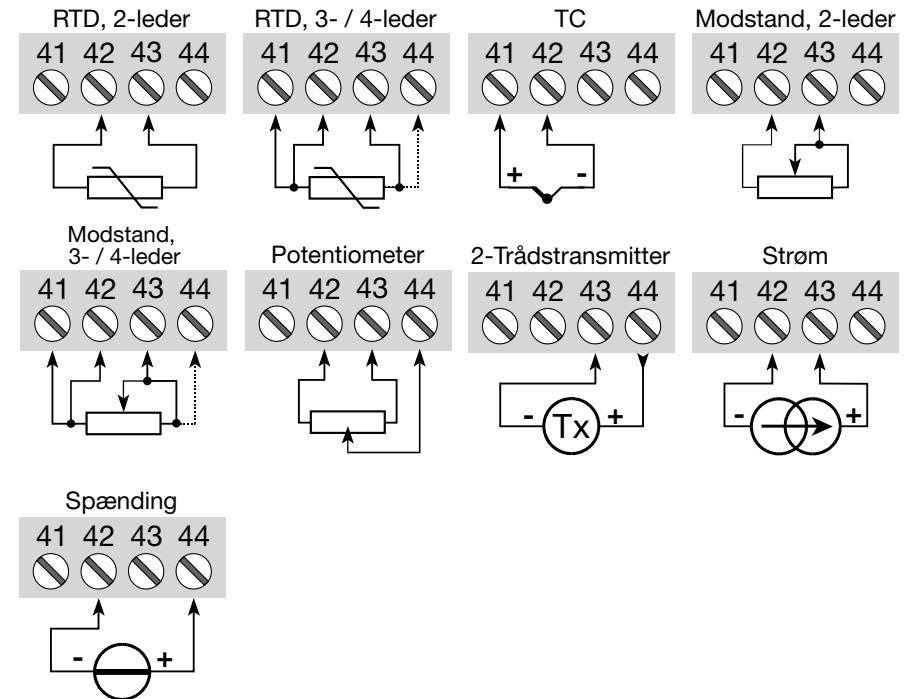 RTD, 2-leder
41 42 43 44
RTD, 3- / 4-leder
41 42 43 44
TC
41 42 43 44
+ -
Modstand, 2-leder
41 42 43 44
Modstand,
3- / 4-leder
41 42 43 44
Potentiometer
41 42 43 44
2-Trådstransmitter
41 42 43 44
- Tx +
Strøm
41 42 43 44
- +
Spænding
41 42 43 44
- +